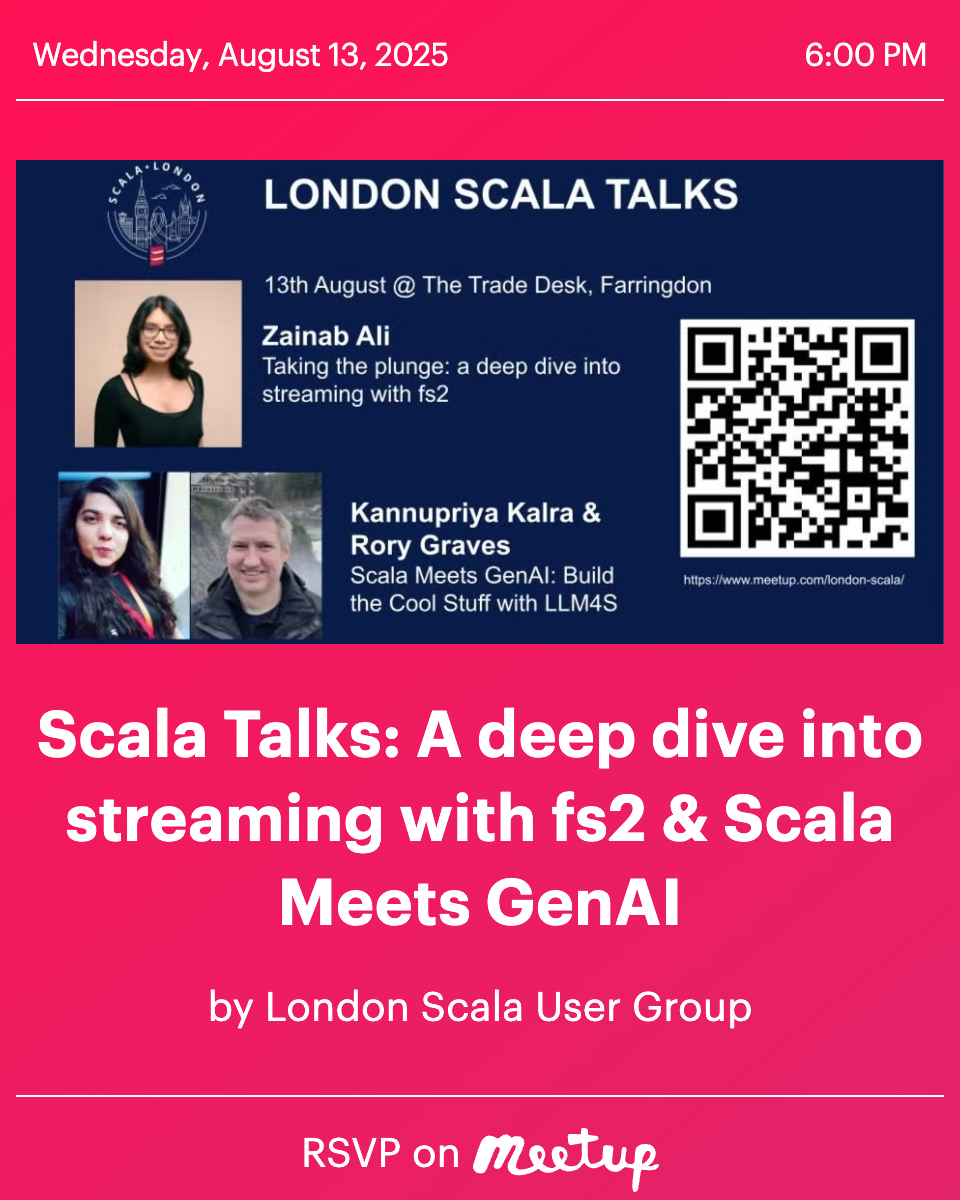 Wednesday, August 13, 2025
6:00 PM
SCALA • LONDON
LONDON SCALA TALKS
13th August @ The Trade Desk, Farringdon
Zainab Ali
Taking the plunge: a deep dive into
streaming with fs2
Kannupriya Kalra &
Rory Graves
Scala Meets GenAI: Build
the Cool Stuff with LLM4S
https://www.meetup.com/london-scala/
Scala Talks: A deep dive into
streaming with fs2 & Scala
Meets GenAI
by London Scala User Group
RSVP on meetup